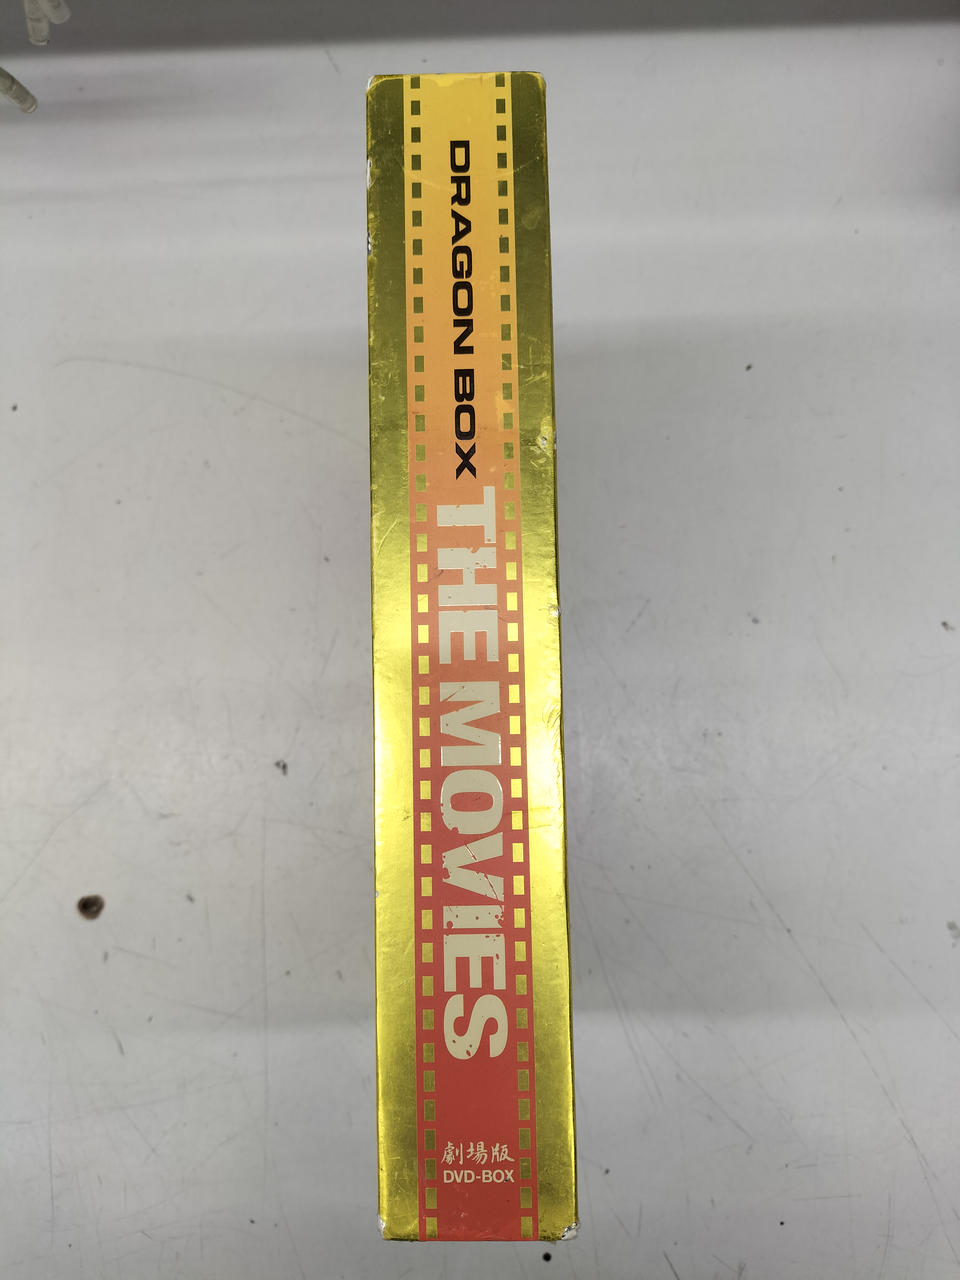 DRAGON BOX
THE MOVIES
劇場版
DVD-BOX